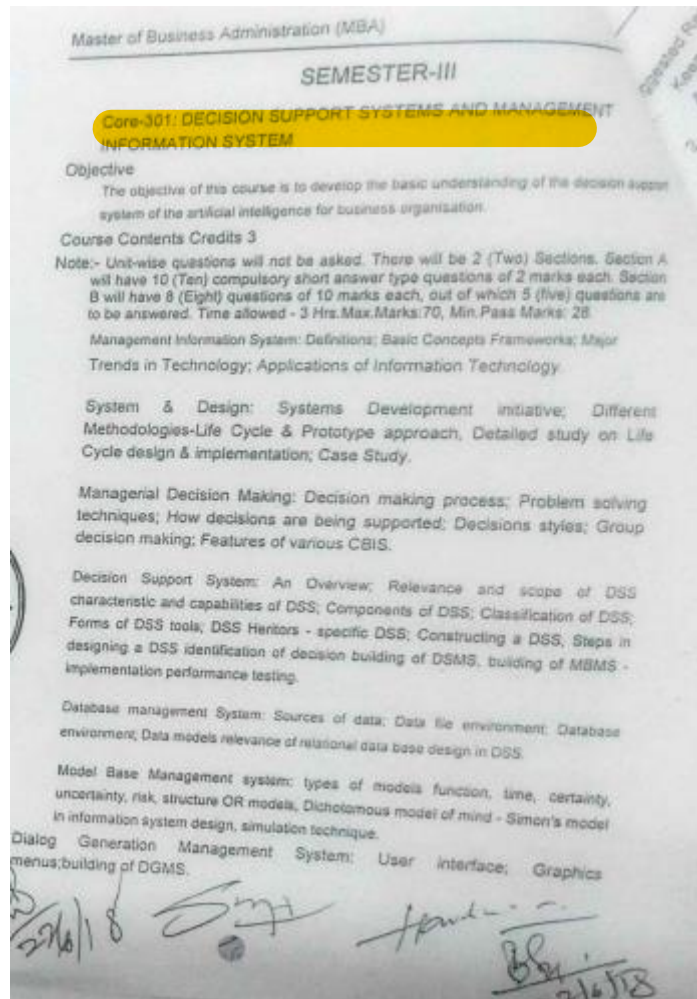 Master of Business Administration (MBA)
SEMESTER-III
Core-301: DECISION SUPPORT SYSTEMS AND MANAGEMENT
INFORMATION SYSTEM
Objective
The objective of this course is to develop the basic understanding of the decision support
system of the artificial intelligence for business organisation.
Course Contents Credits 3
Note:- Unit-wise questions will not be asked. There will be 2 (Two) Sections. Section A
will have 10 (Ten) compulsory short answer type questions of 2 marks each. Section
B will have 8 (Eight) questions of 10 marks each, out of which 5 (five) questions are
to be answered. Time allowed - 3 Hrs.Max.Marks:70, Min.Pass Marks: 28
Management Information System: Definitions; Basic Concepts Frameworks; Major
Trends in Technology; Applications of Information Technology.
System & Design: Systems Development initiative; Different
Methodologies-Life Cycle & Prototype approach, Detailed study on Life
Cycle design & implementation; Case Study.
Managerial Decision Making: Decision making process; Problem solving
techniques; How decisions are being supported; Decisions styles; Group
decision making; Features of various CBIS.
Decision Support System: An Overview; Relevance and scope of DSS
characteristic and capabilities of DSS; Components of DSS; Classification of DSS;
Forms of DSS tools; DSS Heritors - specific DSS; Constructing a DSS, Steps in
designing a DSS identification of decision building of DSMS, building of MBMS -
implementation performance testing.
Database management System: Sources of data; Data file environment; Database
environment; Data models relevance of relational data base design in DSS.
Model Base Management system: types of models function, time, certainty,
uncertainty, risk, structure OR models, Dichotomous model of mind - Simon's model
in information system design, simulation technique.
Dialog Generation Management System: User interface; Graphics
menus;building of DGMS.